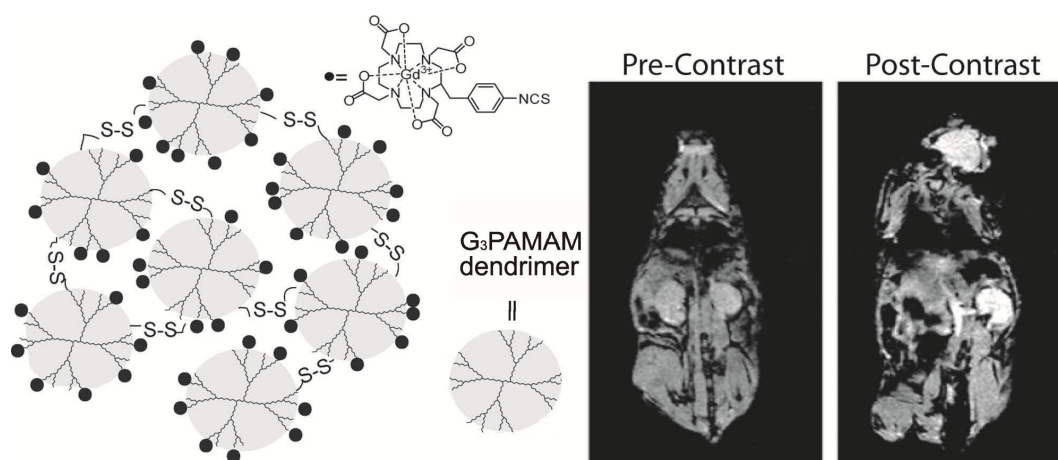 O
O
O
O
N
N
●=
O
Gd3+
O
O
N
N
NCS
O
O
S-S
S-S
S-S
S-S
S-S
S-S
S-S
S-S
G₃PAMAM
dendrimer
=
Pre-Contrast
Post-Contrast